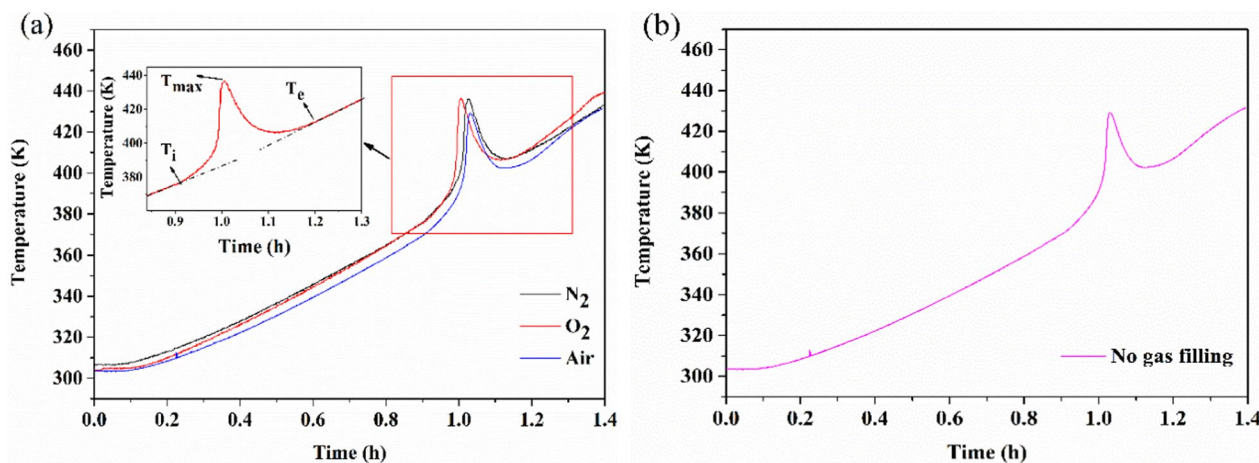 (a)
460
440
420
400
380
360
340
320
300
Temperature (K)
0.0 0.2 0.4 0.6 0.8 1.0 1.2 1.4
Time (h)
440
420
400
380
Temperature (K)
0.9 1.0 1.1 1.2 1.3
Time (h)
Tmax
Te
Ti
N2
O2
Air
(b)
460
440
420
400
380
360
340
320
300
Temperature (K)
0.0 0.2 0.4 0.6 0.8 1.0 1.2 1.4
Time (h)
No gas filling